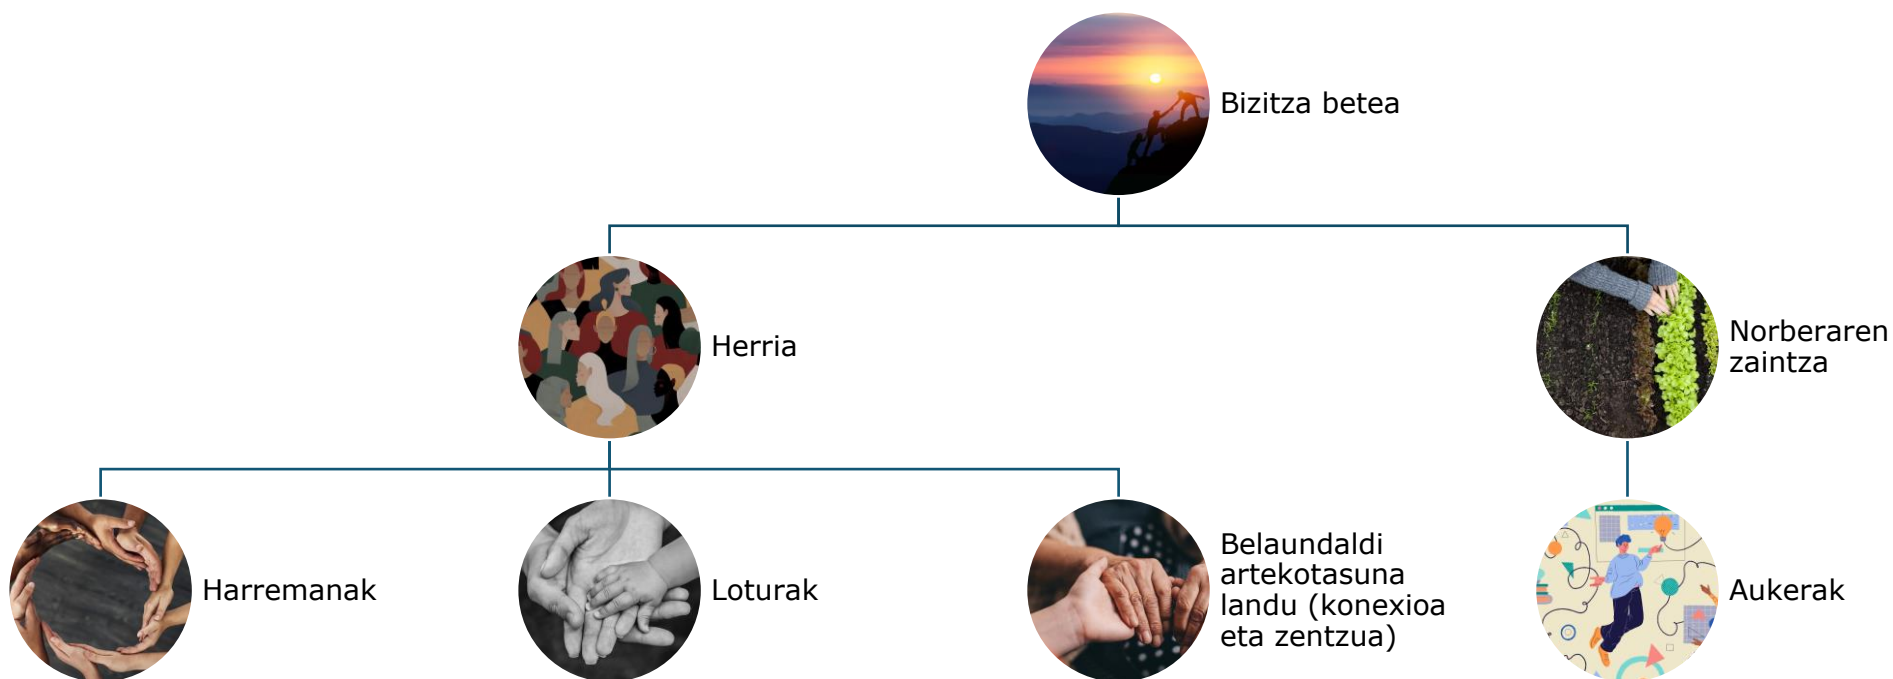 Bizitza betea
Herria
Norberaren
zaintza
Harremanak
Loturak
Belaundaldi
artekotasuna
landu (konexioa
eta zentzua)
Aukerak